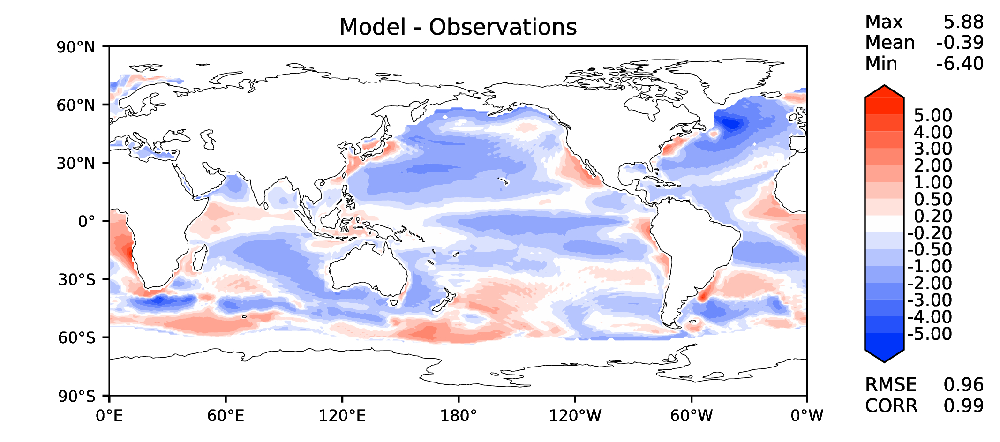 Model - Observations
Max 5.88
Mean -0.39
Min -6.40
90°N
60°N
30°N
0°
30°S
60°S
90°S
0°E 60°E 120°E 180° 120°W 60°W 0°W
5.00
4.00
3.00
2.00
1.00
0.50
0.20
-0.20
-0.50
-1.00
-2.00
-3.00
-4.00
-5.00
RMSE 0.96
CORR 0.99